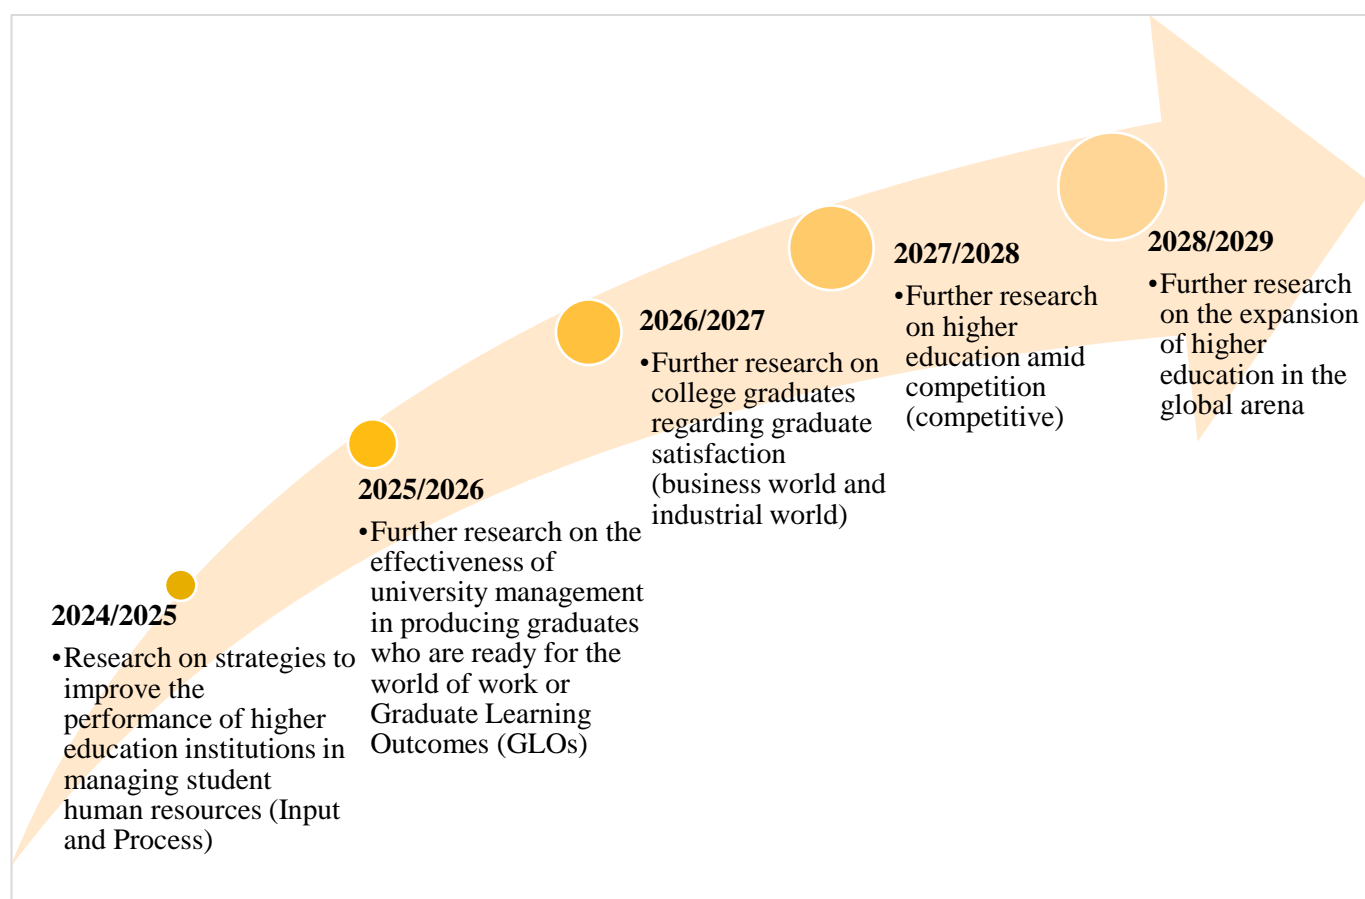 2024/2025
•Research on strategies to
improve the
performance of higher
education institutions in
managing student
human resources (Input
and Process)
2025/2026
•Further research on the
effectiveness of
university management
in producing graduates
who are ready for the
world of work or
Graduate Learning
Outcomes (GLOs)
2026/2027
•Further research on
college graduates
regarding graduate
satisfaction
(business world and
industrial world)
2027/2028
•Further research
on higher
education amid
competition
(competitive)
2028/2029
•Further research
on the expansion
of higher
education in the
global arena